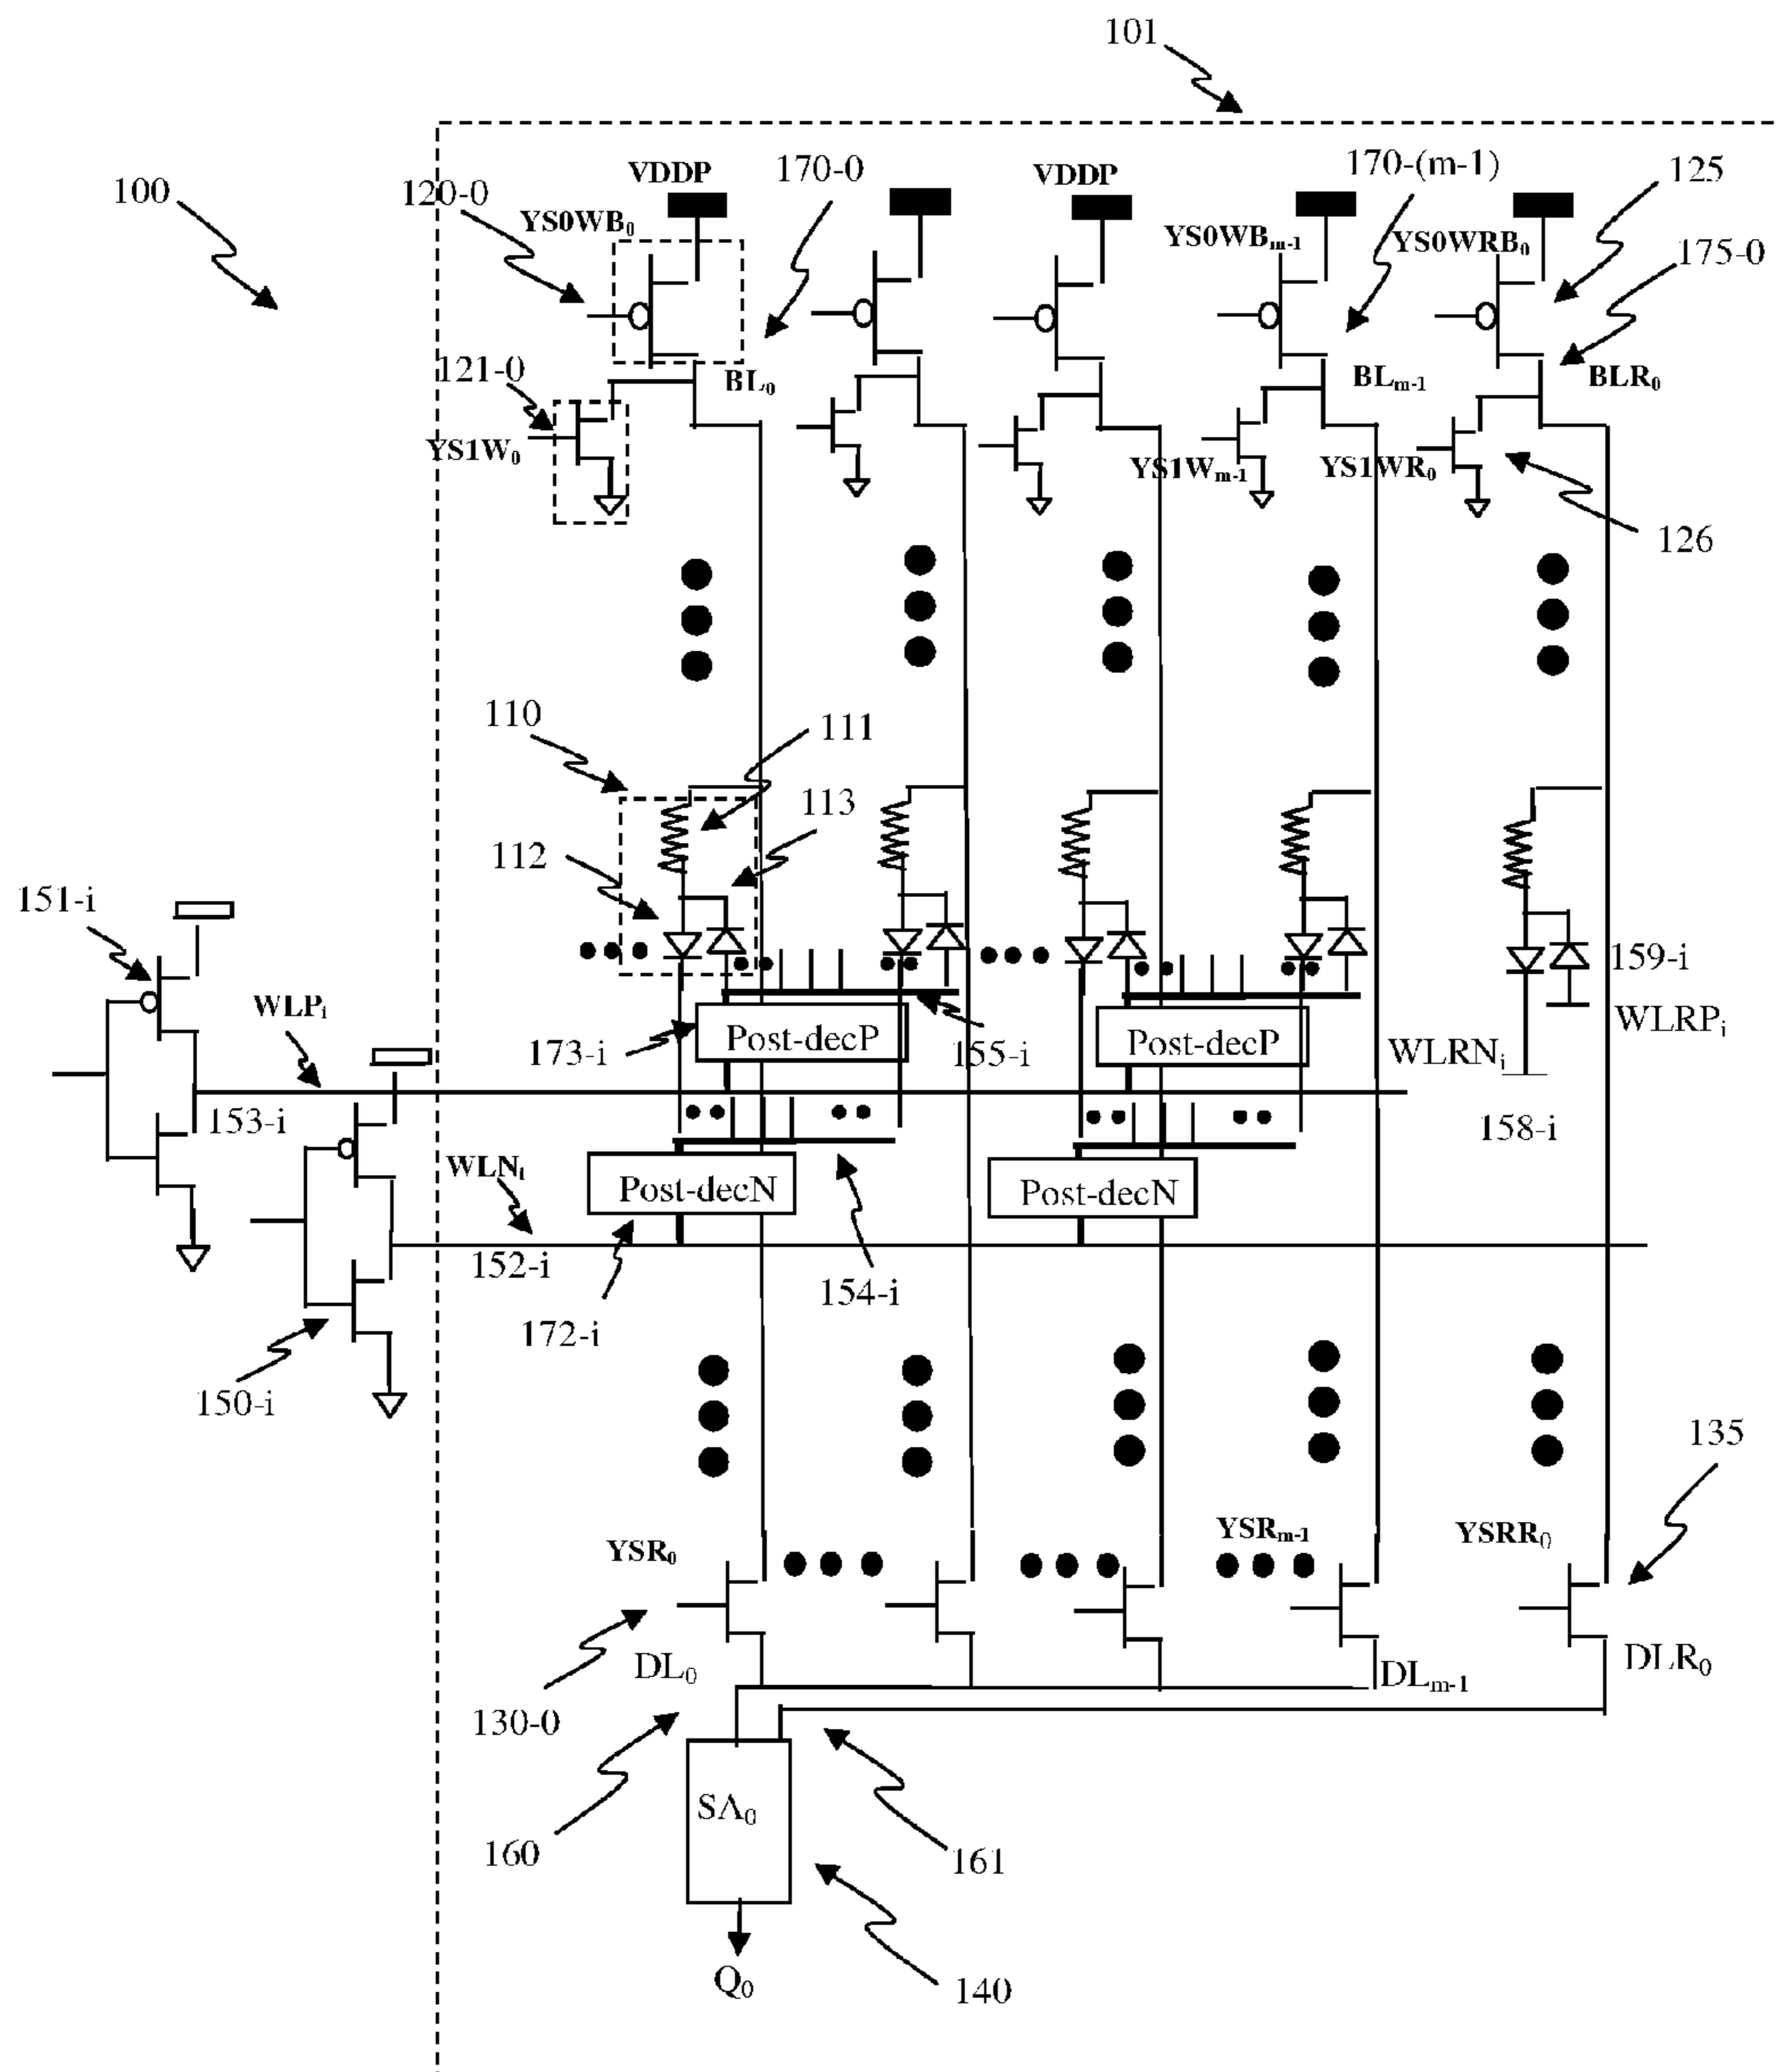 101
100
120-0
VDDP
170-0
VDDP
170-(m-1)
125
YS0WB0
YS0WBm-1
YS0WRB0
175-0
121-0
BL0
BLm-1
BLR0
YS1W0
YS1Wm-1
YS1WR0
126
110
111
113
112
151-i
159-i
WLPi
173-i
Post-decP
155-i
Post-decP
WLRNi
WLRPi
153-i
158-i
WLNi
Post-decN
Post-decN
152-i
172-i
154-i
150-i
135
YSR0
YSRm-1
YSRR0
DL0
DLm-1
DLR0
130-0
160
SA0
161
Q0
140